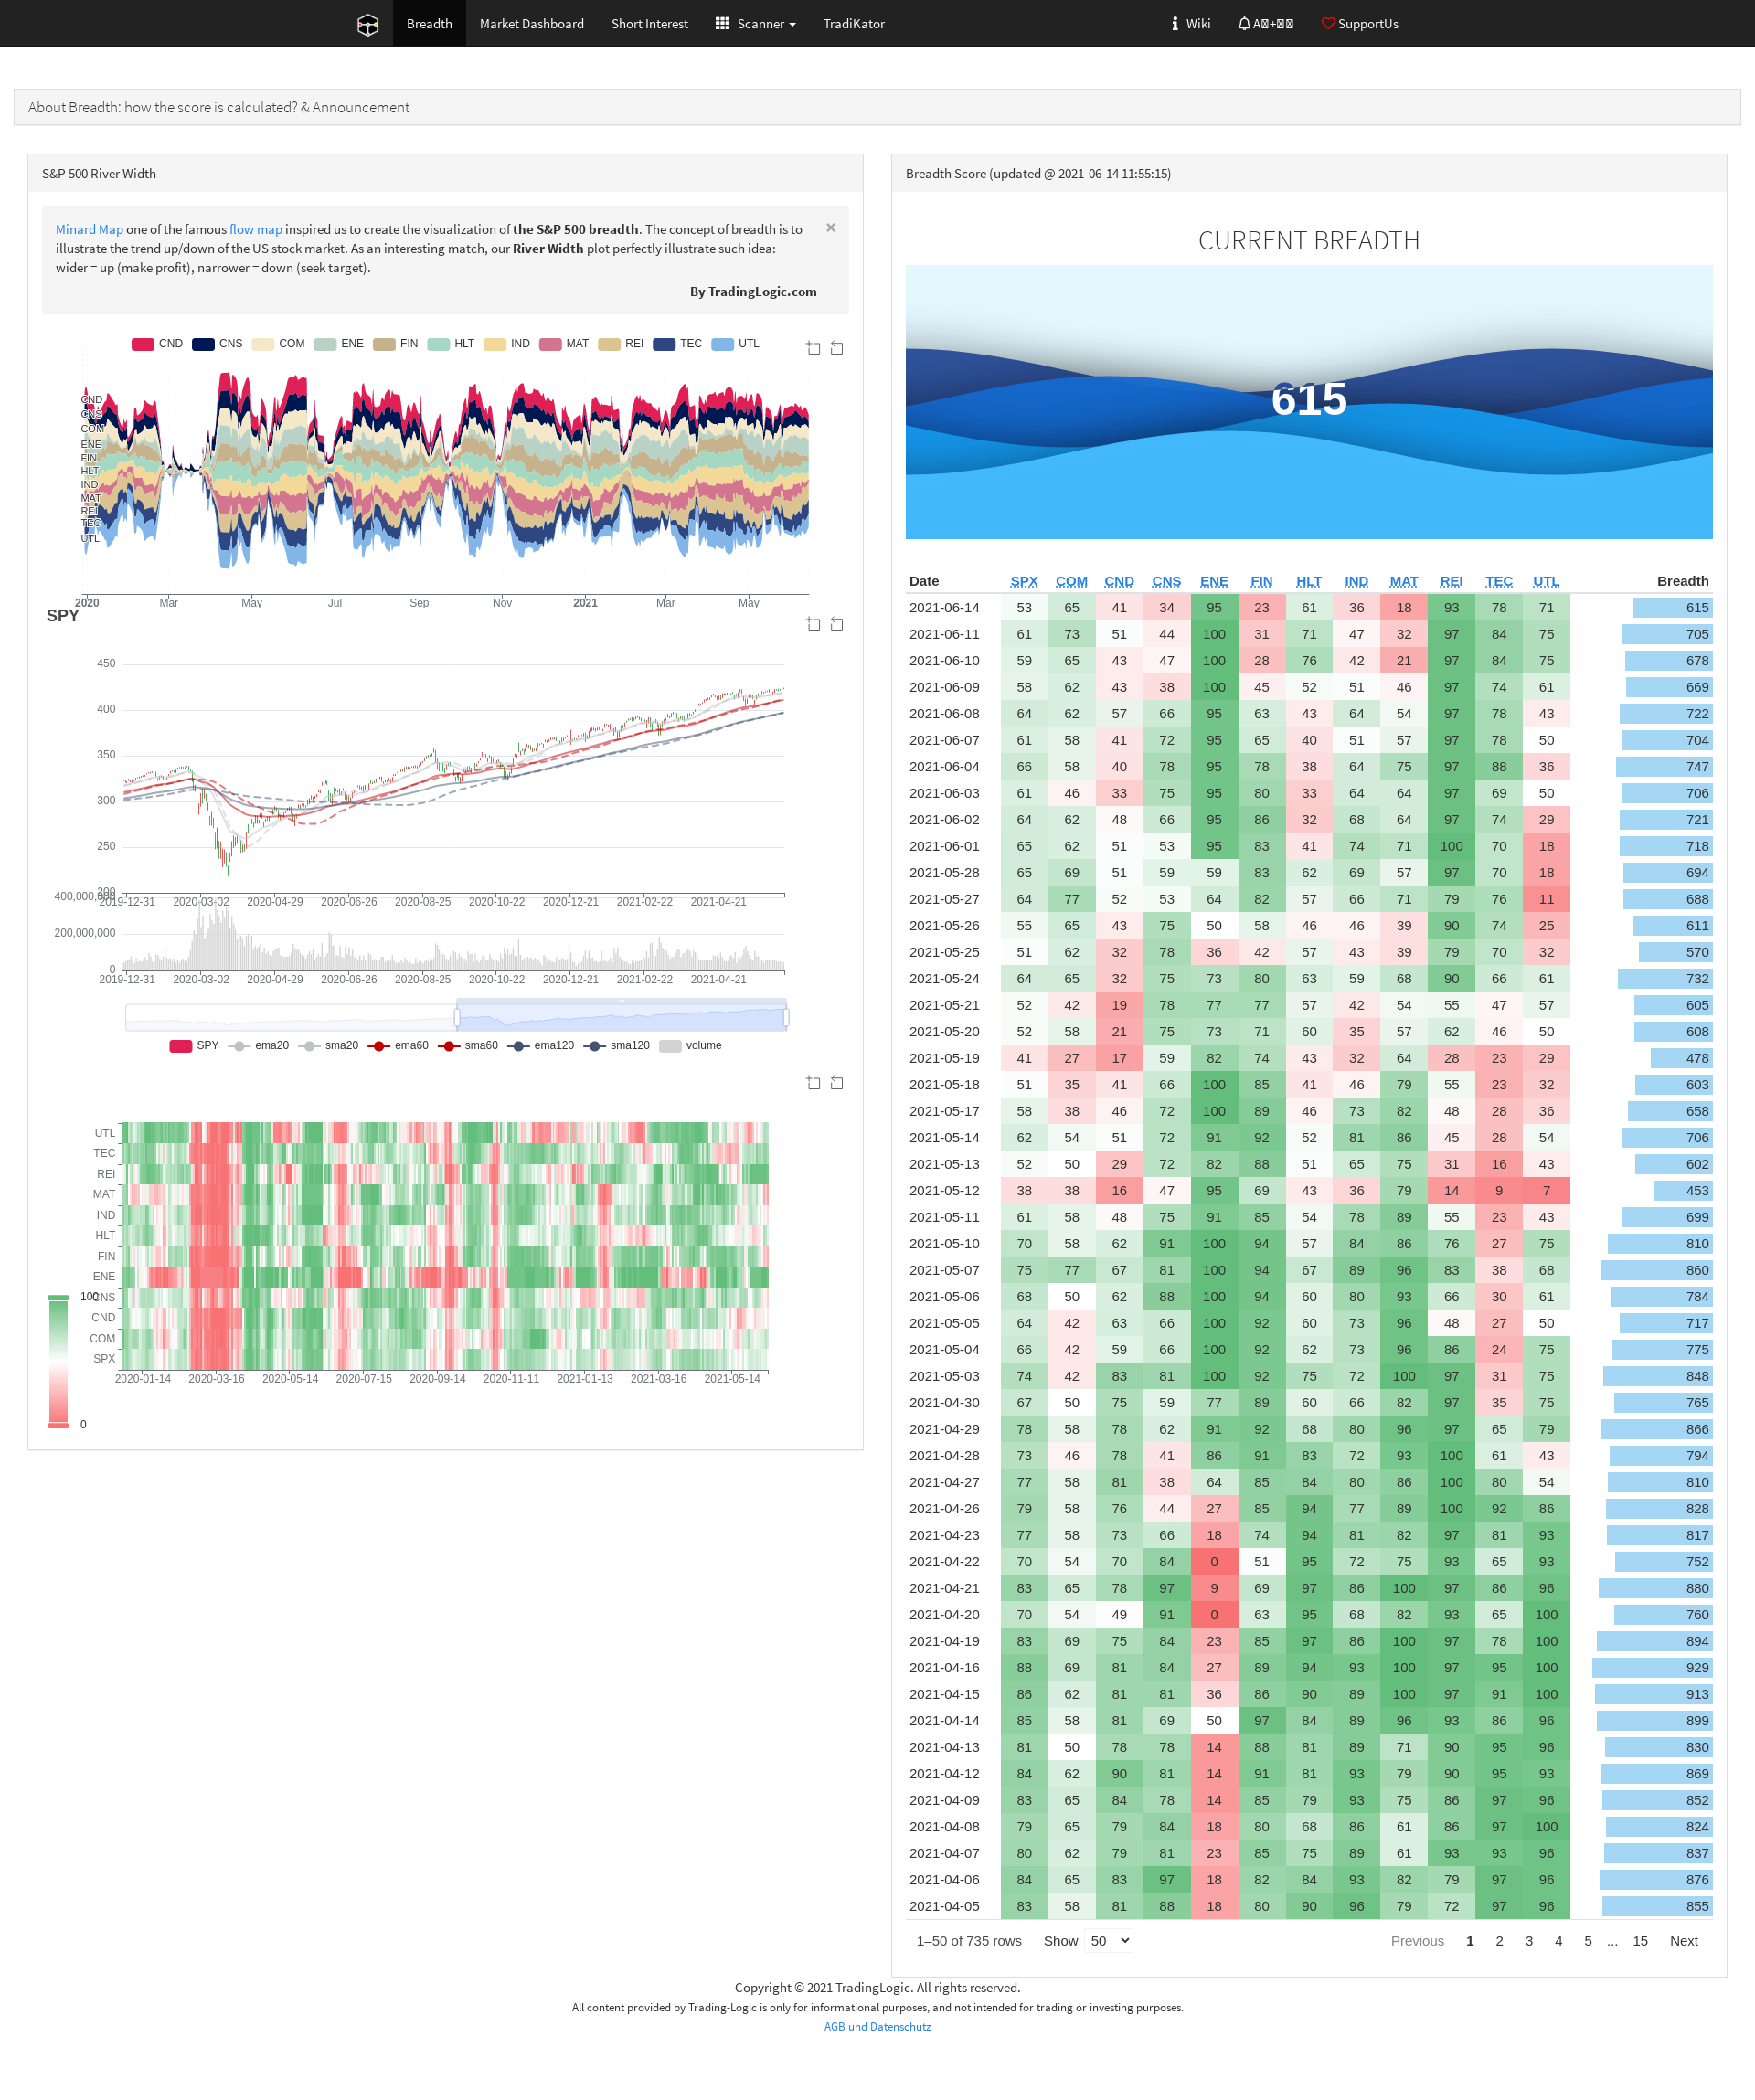 Breadth Market Dashboard Short Interest Scanner TradiKator Wiki SupportUs
About Breadth: how the score is calculated? & Announcement
S&P 500 River Width
Minard Map one of the famous flow map inspired us to create the visualization of the S&P 500 breadth. The concept of breadth is to
illustrate the trend up/down of the US stock market. As an interesting match, our River Width plot perfectly illustrate such idea:
wider = up (make profit), narrower = down (seek target).
×
By TradingLogic.com
CND CNS COM ENE FIN HLT IND MAT REI TEC UTL
CND
CNS
COM
ENE
FIN
HLT
IND
MAT
REI
TEC
UTL
2020 Mar May Jul Sep Nov 2021 Mar May
SPY
450
400
350
300
250
200
2019-12-31 2020-03-02 2020-04-29 2020-06-26 2020-08-25 2020-10-22 2020-12-21 2021-02-22 2021-04-21
400,000,000
200,000,000
0
2019-12-31 2020-03-02 2020-04-29 2020-06-26 2020-08-25 2020-10-22 2020-12-21 2021-02-22 2021-04-21
SPY ema20 sma20 ema60 sma60 ema120 sma120 volume
UTL
TEC
REI
MAT
IND
HLT
FIN
ENE
CNS
CND
COM
SPX
100
0
2020-01-14 2020-03-16 2020-05-14 2020-07-15 2020-09-14 2020-11-11 2021-01-13 2021-03-16 2021-05-14
Breadth Score (updated @ 2021-06-14 11:55:15)
CURRENT BREADTH
615
Date SPX COM CND CNS ENE FIN HLT IND MAT REI TEC UTL Breadth
2021-06-14 53 65 41 34 95 23 61 36 18 93 78 71 615
2021-06-11 61 73 51 44 100 31 71 47 32 97 84 75 705
2021-06-10 59 65 43 47 100 28 76 42 21 97 84 75 678
2021-06-09 58 62 43 38 100 45 52 51 46 97 74 61 669
2021-06-08 64 62 57 66 95 63 43 64 54 97 78 43 722
2021-06-07 61 58 41 72 95 65 40 51 57 97 78 50 704
2021-06-04 66 58 40 78 95 78 38 64 75 97 88 36 747
2021-06-03 61 46 33 75 95 80 33 64 64 97 69 50 706
2021-06-02 64 62 48 66 95 86 32 68 64 97 74 29 721
2021-06-01 65 62 51 53 95 83 41 74 71 100 70 18 718
2021-05-28 65 69 51 59 59 83 62 69 57 97 70 18 694
2021-05-27 64 77 52 53 64 82 57 66 71 79 76 11 688
2021-05-26 55 65 43 75 50 58 46 46 39 90 74 25 611
2021-05-25 51 62 32 78 36 42 57 43 39 79 70 32 570
2021-05-24 64 65 32 75 73 80 63 59 68 90 66 61 732
2021-05-21 52 42 19 78 77 77 57 42 54 55 47 57 605
2021-05-20 52 58 21 75 73 71 60 35 57 62 46 50 608
2021-05-19 41 27 17 59 82 74 43 32 64 28 23 29 478
2021-05-18 51 35 41 66 100 85 41 46 79 55 23 32 603
2021-05-17 58 38 46 72 100 89 46 73 82 48 28 36 658
2021-05-14 62 54 51 72 91 92 52 81 86 45 28 54 706
2021-05-13 52 50 29 72 82 88 51 65 75 31 16 43 602
2021-05-12 38 38 16 47 95 69 43 36 79 14 9 7 453
2021-05-11 61 58 48 75 91 85 54 78 89 55 23 43 699
2021-05-10 70 58 62 91 100 94 57 84 86 76 27 75 810
2021-05-07 75 77 67 81 100 94 67 89 96 83 38 68 860
2021-05-06 68 50 62 88 100 94 60 80 93 66 30 61 784
2021-05-05 64 42 63 66 100 92 60 73 96 48 27 50 717
2021-05-04 66 42 59 66 100 92 62 73 96 86 24 75 775
2021-05-03 74 42 83 81 100 92 75 72 100 97 31 75 848
2021-04-30 67 50 75 59 77 89 60 66 82 97 35 75 765
2021-04-29 78 58 78 62 91 92 68 80 96 97 65 79 866
2021-04-28 73 46 78 41 86 91 83 72 93 100 61 43 794
2021-04-27 77 58 81 38 64 85 84 80 86 100 80 54 810
2021-04-26 79 58 76 44 27 85 94 77 89 100 92 86 828
2021-04-23 77 58 73 66 18 74 94 81 82 97 81 93 817
2021-04-22 70 54 70 84 0 51 95 72 75 93 65 93 752
2021-04-21 83 65 78 97 9 69 97 86 100 97 86 96 880
2021-04-20 70 54 49 91 0 63 95 68 82 93 65 100 760
2021-04-19 83 69 75 84 23 85 97 86 100 97 78 100 894
2021-04-16 88 69 81 84 27 89 94 93 100 97 95 100 929
2021-04-15 86 62 81 81 36 86 90 89 100 97 91 100 913
2021-04-14 85 58 81 69 50 97 84 89 96 93 86 96 899
2021-04-13 81 50 78 78 14 88 81 89 71 90 95 96 830
2021-04-12 84 62 90 81 14 91 81 93 79 90 95 93 869
2021-04-09 83 65 84 78 14 85 79 93 75 86 97 96 852
2021-04-08 79 65 79 84 18 80 68 86 61 86 97 100 824
2021-04-07 80 62 79 81 23 85 75 89 61 93 93 96 837
2021-04-06 84 65 83 97 18 82 84 93 82 79 97 96 876
2021-04-05 83 58 81 88 18 80 90 96 79 72 97 96 855
1–50 of 735 rows Show 50 Previous 1 2 3 4 5 ... 15 Next
Copyright © 2021 TradingLogic. All rights reserved.
All content provided by Trading-Logic is only for informational purposes, and not intended for trading or investing purposes.
AGB und Datenschutz